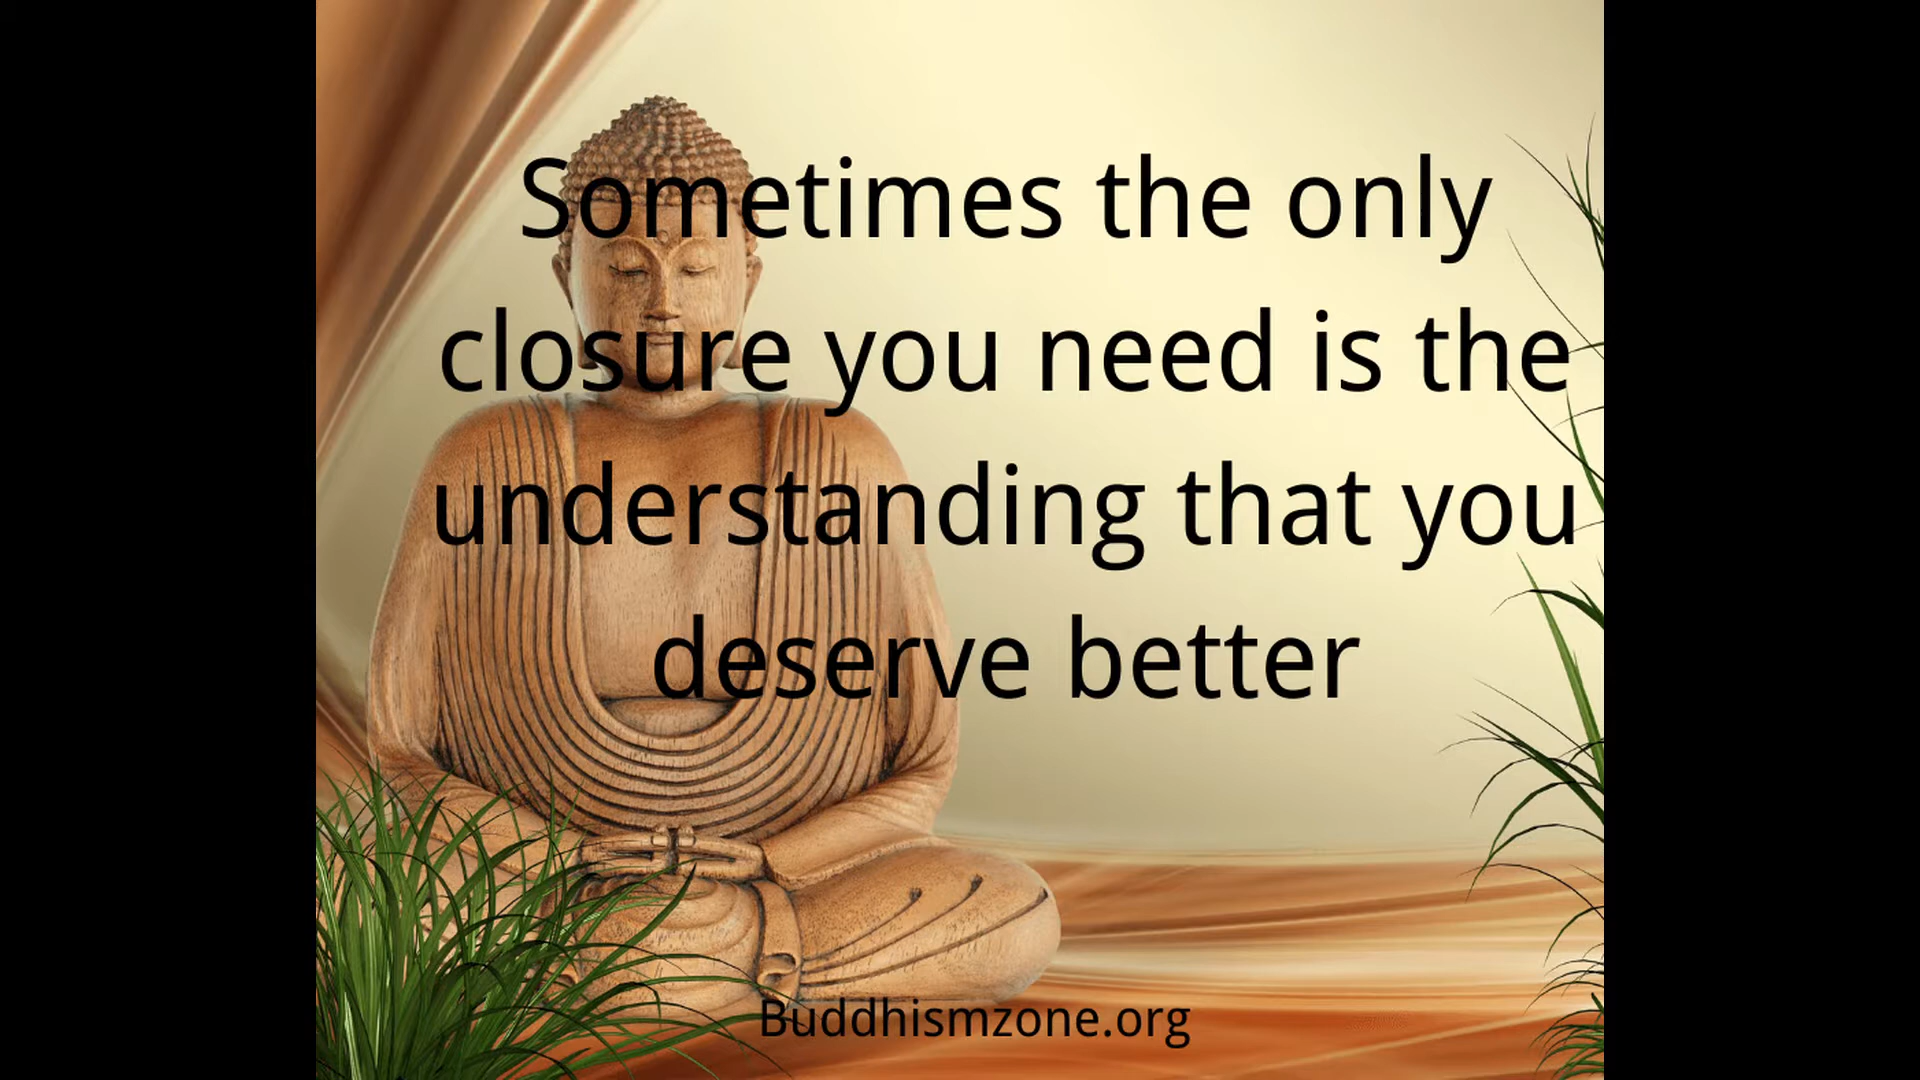 Sometimes the only
closure you need is the
understanding that you
deserve better
Buddhismzone.org